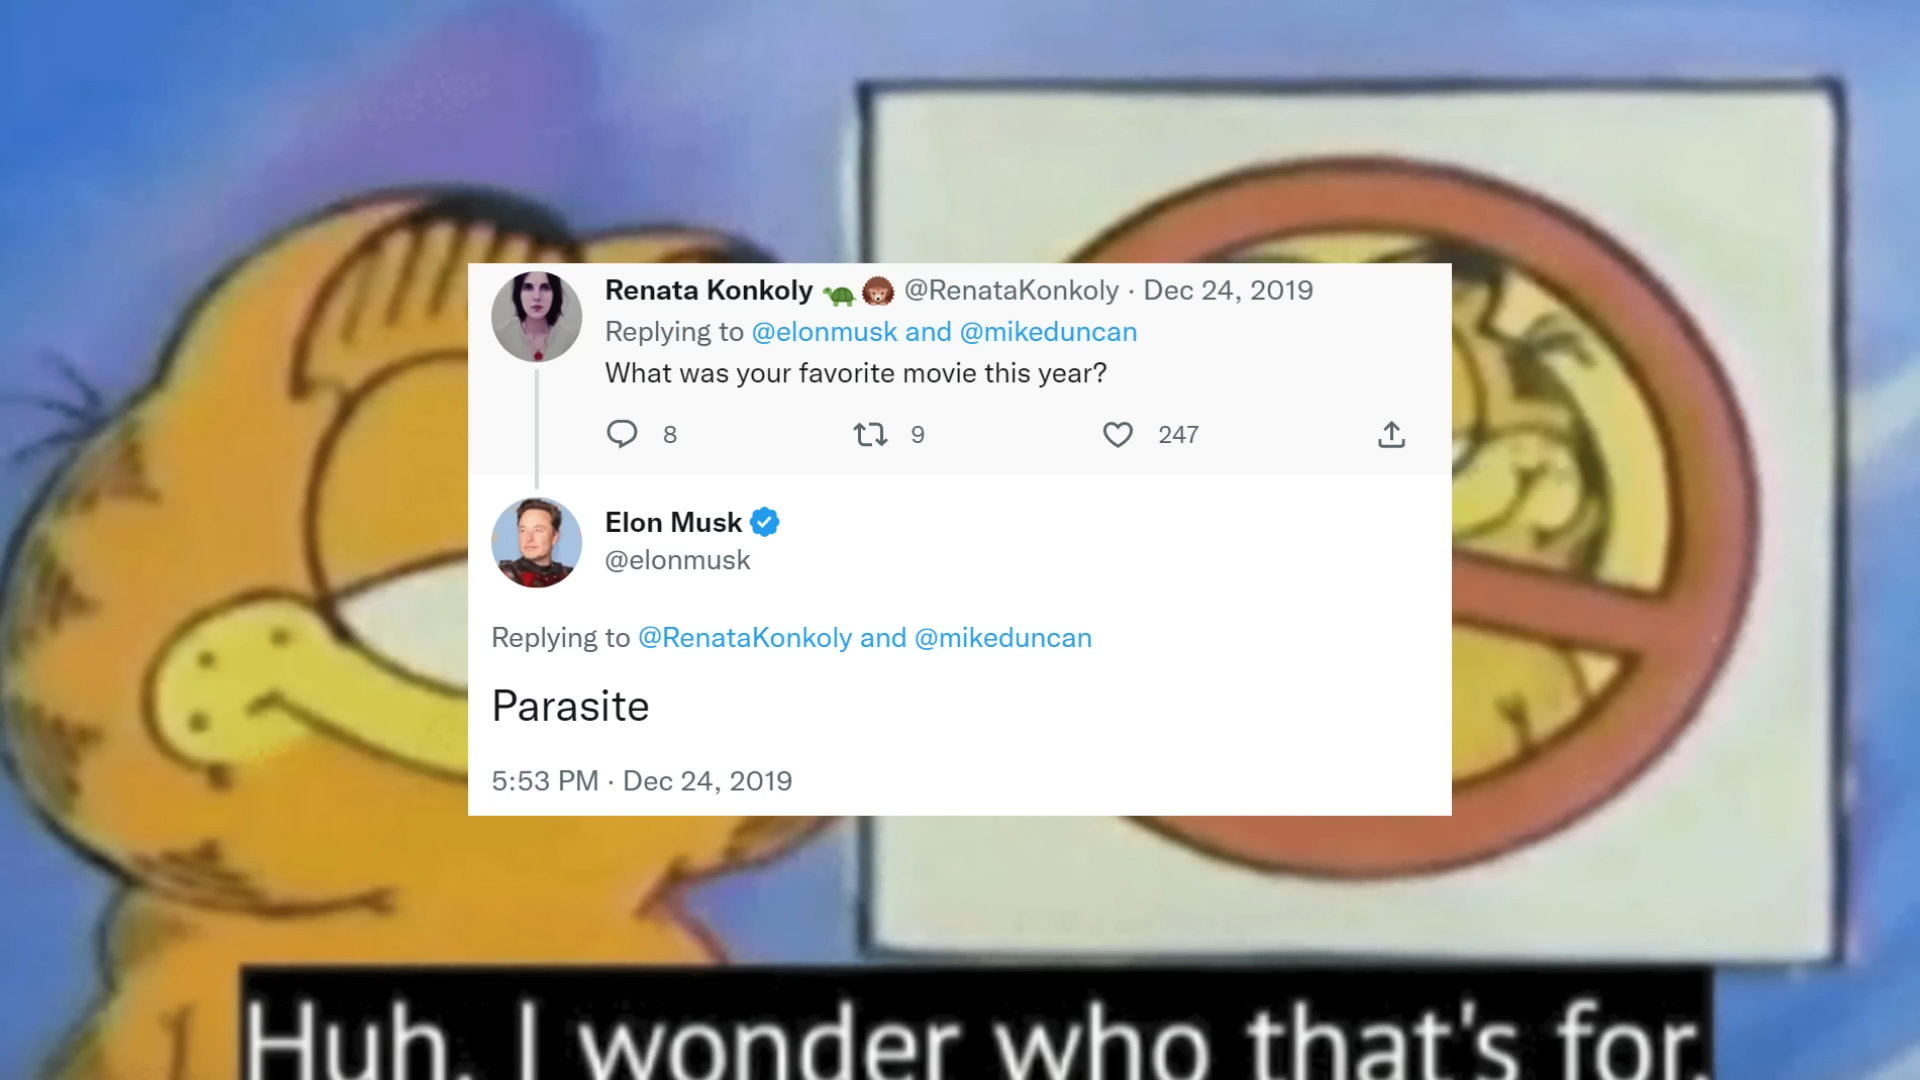 Renata Konkoly 🐢🦔 @RenataKonkoly · Dec 24, 2019
Replying to @elonmusk and @mikeduncan
What was your favorite movie this year?
8 9 247
Elon Musk
@elonmusk
Replying to @RenataKonkoly and @mikeduncan
Parasite
5:53 PM · Dec 24, 2019
Huh. I wonder who that's for.